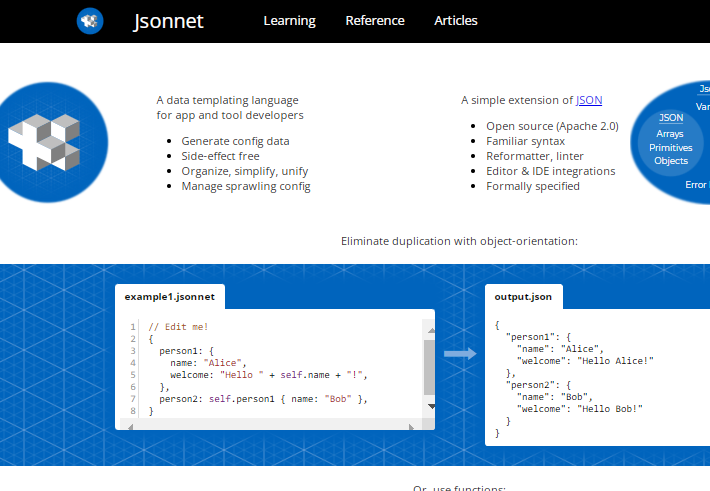 Jsonnet
Learning
Reference
Articles
A data templating language
for app and tool developers
Generate config data
Side-effect free
Organize, simplify, unify
Manage sprawling config
A simple extension of JSON
Open source (Apache 2.0)
Familiar syntax
Reformatter, linter
Editor & IDE integrations
Formally specified
JSON
Arrays
Primitives
Objects
Error
Eliminate duplication with object-orientation:
example1.jsonnet
1 // Edit me!
2 {
3   person1: {
4     name: "Alice",
5     welcome: "Hello " + self.name + "!",
6   },
7   person2: self.person1 { name: "Bob" },
8 }
output.json
{
  "person1": {
    "name": "Alice",
    "welcome": "Hello Alice!"
  },
  "person2": {
    "name": "Bob",
    "welcome": "Hello Bob!"
  }
}
Or, use functions: